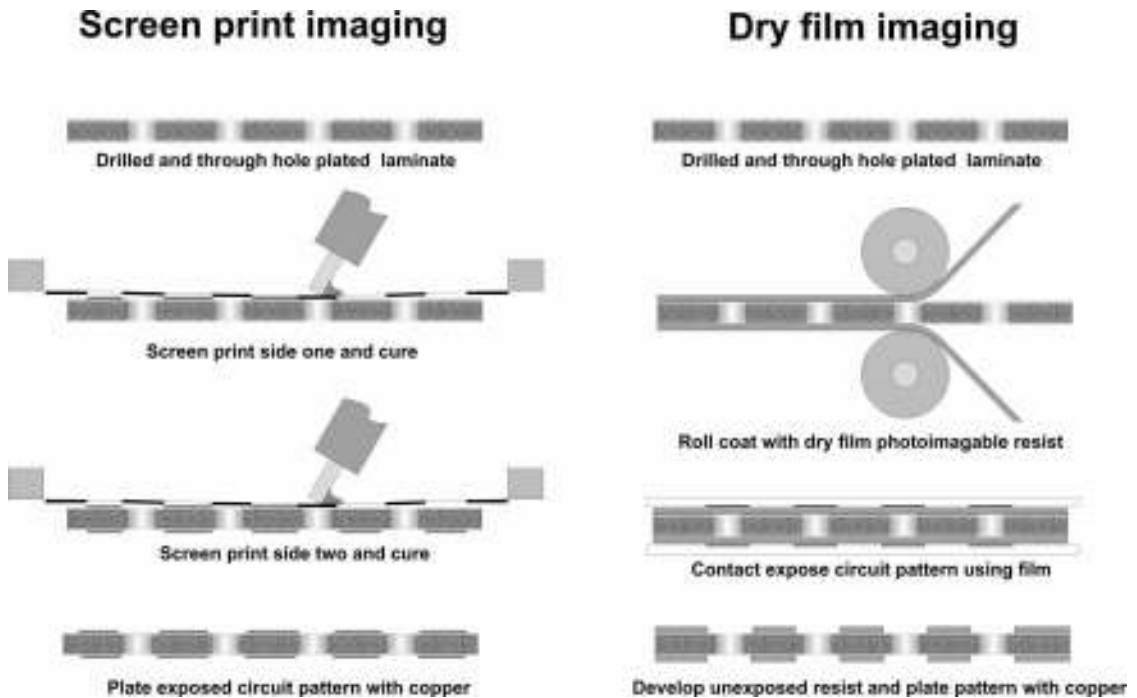 Screen print imaging
Drilled and through hole plated laminate
Screen print side one and cure
Screen print side two and cure
Plate exposed circuit pattern with copper
Dry film imaging
Drilled and through hole plated laminate
Roll coat with dry film photoimagable resist
Contact expose circuit pattern using film
Develop unexposed resist and plate pattern with copper